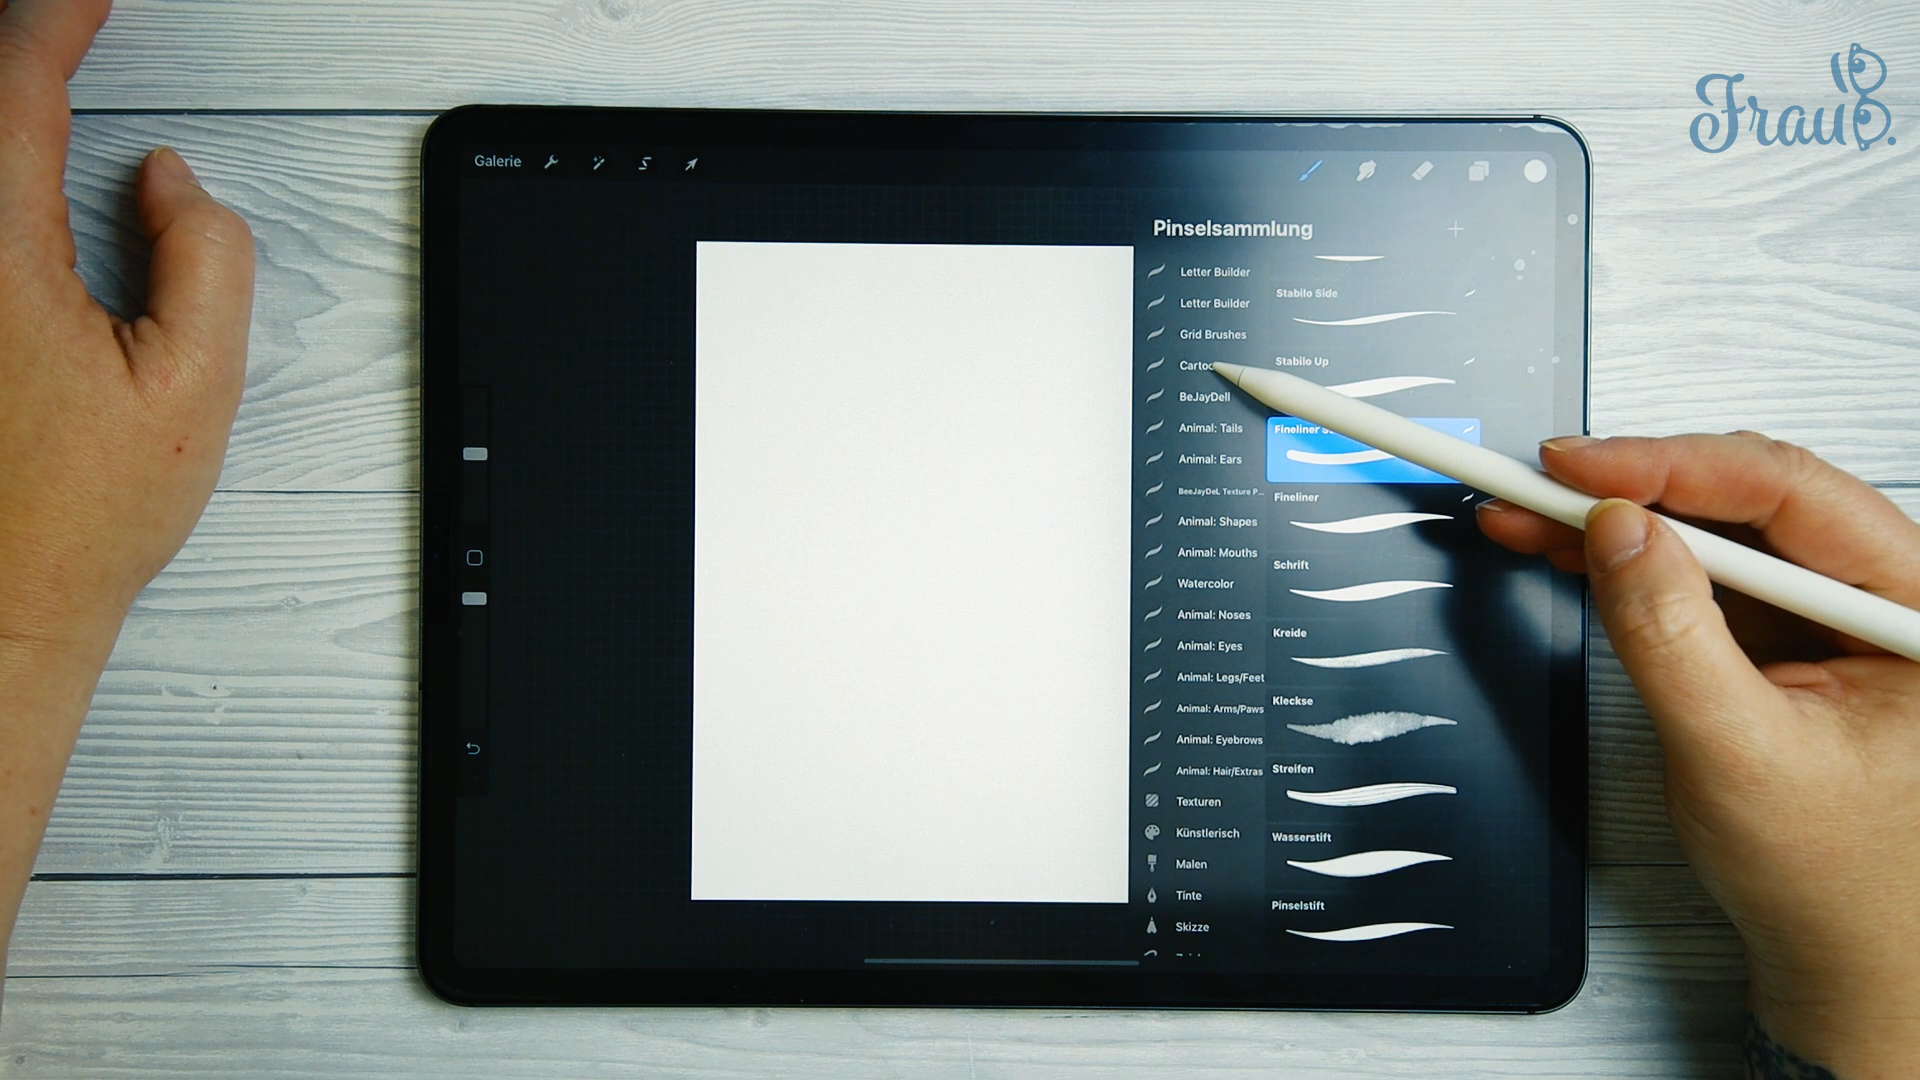 Frau B.
Galerie
Pinselsammlung
Letter Builder
Letter Builder
Grid Brushes
BeJayDell
Animal: Tails
Animal: Ears
BeeJayDeL Texture P...
Animal: Shapes
Animal: Mouths
Watercolor
Animal: Noses
Animal: Eyes
Animal: Legs/Feet
Animal: Arms/Paws
Animal: Eyebrows
Animal: Hair/Extras
Texturen
Künstlerisch
Malen
Tinte
Skizze
Stabilo Side
Stabilo Up
Fineliner
Fineliner
Schrift
Kreide
Kleckse
Streifen
Wasserstift
Pinselstift